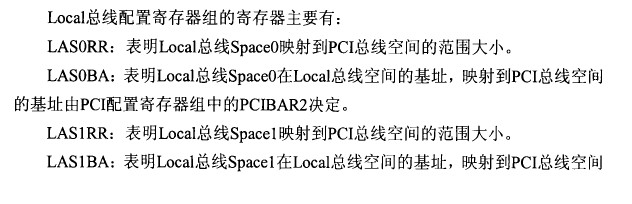 Local总线配置寄存器组的寄存器主要有：
LAS0RR：表明Local总线Space0映射到PCI总线空间的范围大小。
LAS0BA：表明Local总线Space0在Local总线空间的基址，映射到PCI总线空间
的基址由PCI配置寄存器组中的PCIBAR2决定。
LAS1RR：表明Local总线Space1映射到PCI总线空间的范围大小。
LAS1BA：表明Local总线Space1在Local总线空间的基址，映射到PCI总线空间